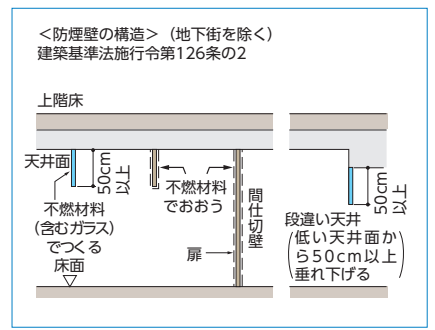 <防煙壁の構造>(地下街を除く)
建築基準法施行令第126条の2
上階床
天井面
50cm
以上
不燃材料
(含むガラス)
でつくる
床面
不燃材料
でおおう
扉
間仕切壁
50cm
以上
段違い天井
(低い天井面か
ら50cm以上
垂れ下げる)